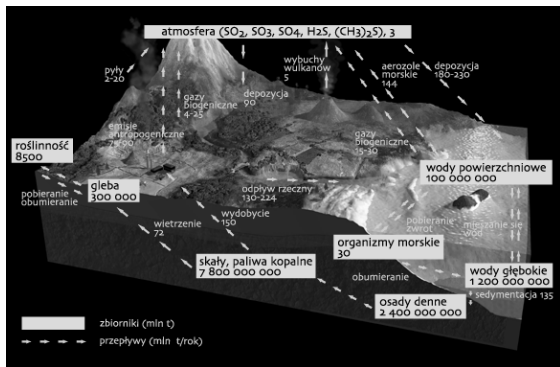 atmosfera (SO2, SO3, SO4, H2S, (CH3)2S), 3
pyły
2-20
wybuchy
wulkanów
5
aerozole
morskie
144
depozycja
180-230
gazy
biogeniczne
4-25
depozycja
90
emisje
antropogeniczne
75-90
gazy
biogeniczne
15-30
roślinność
8500
wody powierzchniowe
100 000 000
gleba
300 000
pobieranie
obumieranie
odpływ rzeczny
130-224
wydobycie
150
wietrzenie
72
pobieranie
zwrot
mieszanie się
900
organizmy morskie
30
skały, paliwa kopalne
7 800 000 000
obumieranie
wody głębokie
1 200 000 000
sedymentacja 135
osady denne
2 400 000 000
zbiorniki (mln t)
przepływy (mln t/rok)